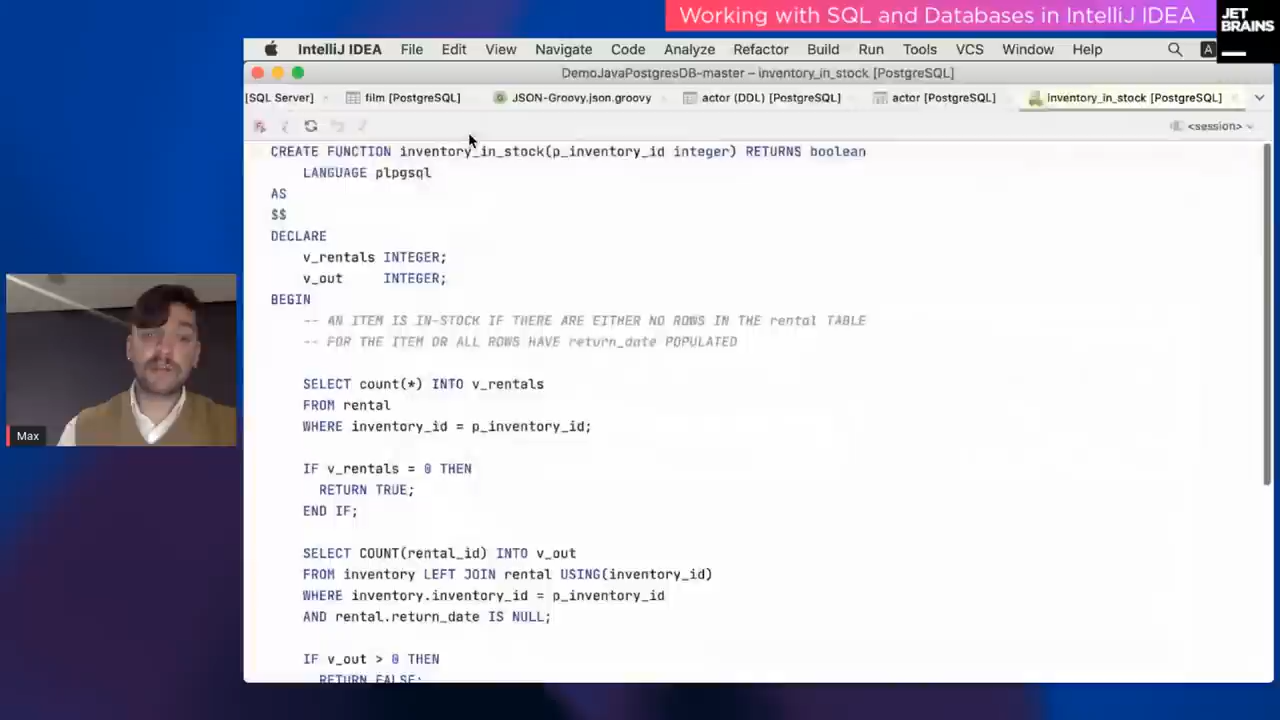 Working with SQL and Databases in IntelliJ IDEA
JET
BRAINS
IntelliJ IDEA File Edit View Navigate Code Analyze Refactor Build Run Tools VCS Window Help A
DemoJavaPostgresDB-master – inventory_in_stock [PostgreSQL]
[SQL Server] film [PostgreSQL] JSON-Groovy.json.groovy actor (DDL) [PostgreSQL] actor [PostgreSQL] inventory_in_stock [PostgreSQL]
<session>
CREATE FUNCTION inventory_in_stock(p_inventory_id integer) RETURNS boolean
LANGUAGE plpgsql
AS
$$
DECLARE
v_rentals INTEGER;
v_out INTEGER;
BEGIN
-- AN ITEM IS IN-STOCK IF THERE ARE EITHER NO ROWS IN THE rental TABLE
-- FOR THE ITEM OR ALL ROWS HAVE return_date POPULATED
SELECT count(*) INTO v_rentals
FROM rental
WHERE inventory_id = p_inventory_id;
IF v_rentals = 0 THEN
RETURN TRUE;
END IF;
SELECT COUNT(rental_id) INTO v_out
FROM inventory LEFT JOIN rental USING(inventory_id)
WHERE inventory.inventory_id = p_inventory_id
AND rental.return_date IS NULL;
IF v_out > 0 THEN
RETURN FALSE;
Max